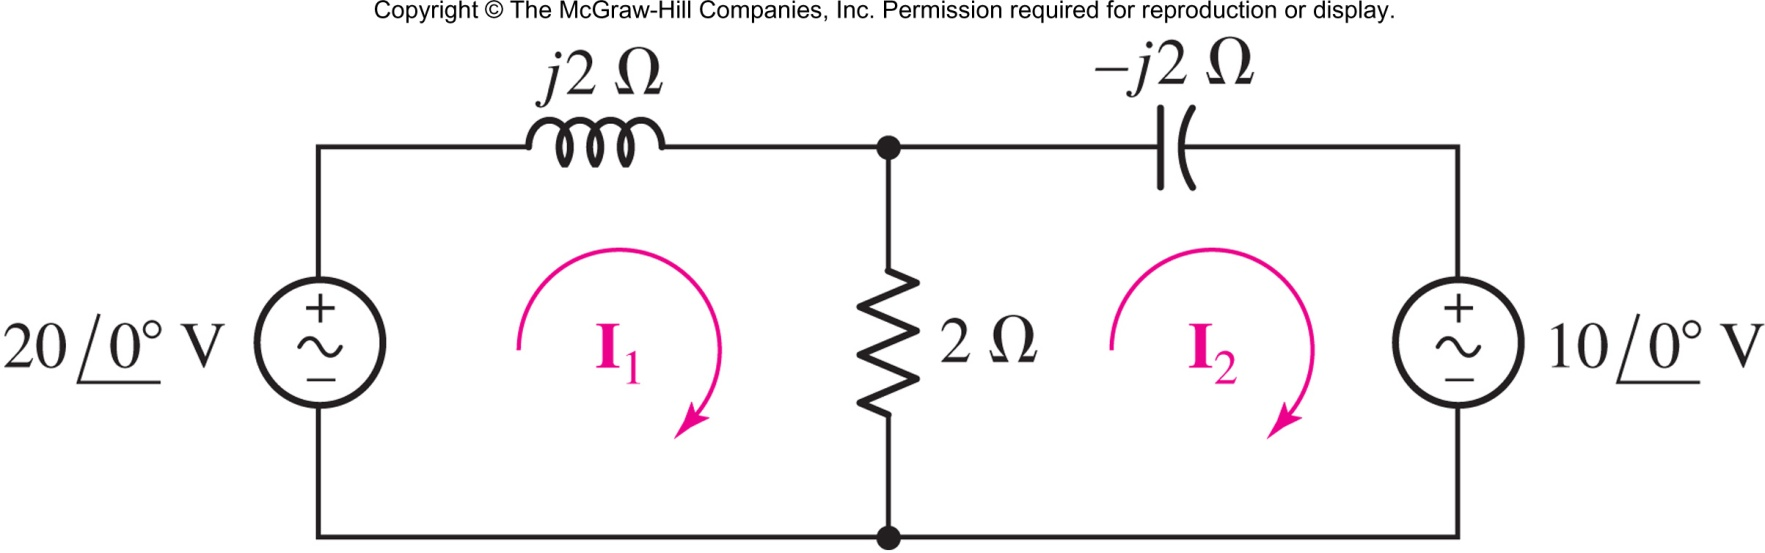 Copyright © The McGraw-Hill Companies, Inc. Permission required for reproduction or display.
j2 Ω
−j2 Ω
20/0° V
+
−
I₁
2 Ω
I₂
+
−
10/0° V